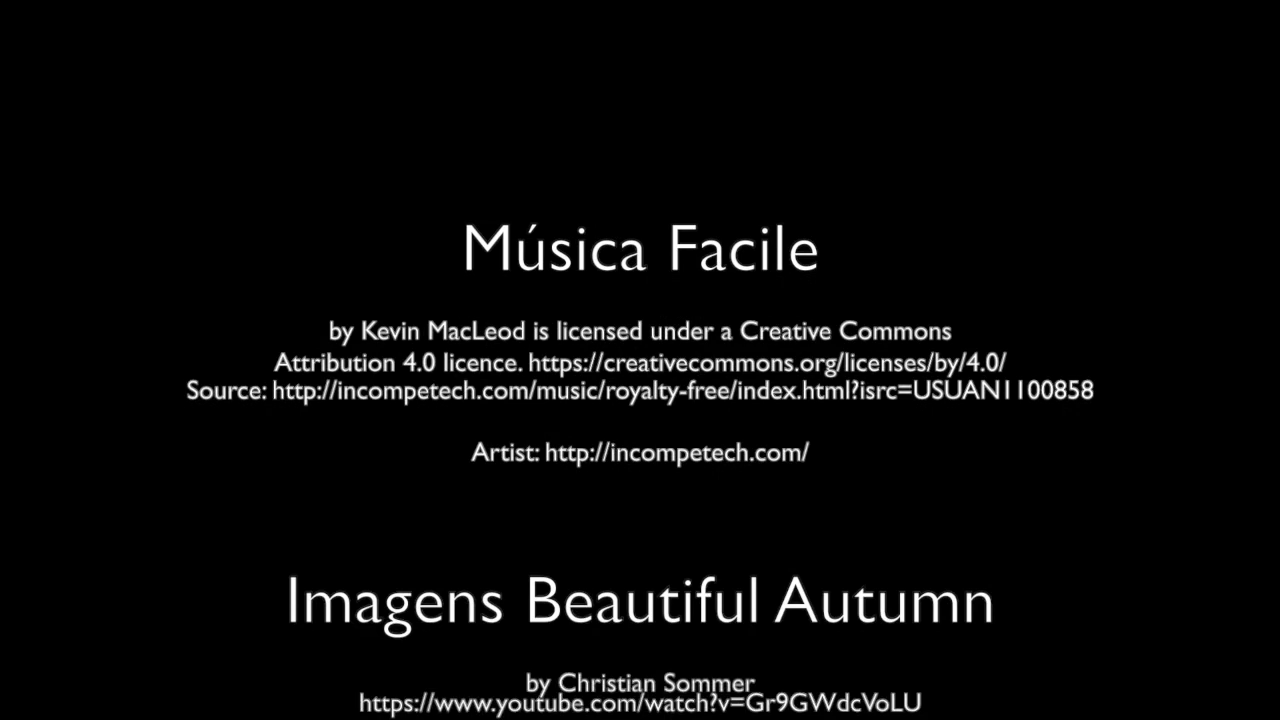 Música Facile
by Kevin MacLeod is licensed under a Creative Commons
Attribution 4.0 licence. https://creativecommons.org/licenses/by/4.0/
Source: http://incompetech.com/music/royalty-free/index.html?isrc=USUAN1100858
Artist: http://incompetech.com/
Imagens Beautiful Autumn
by Christian Sommer
https://www.youtube.com/watch?v=Gr9GWdcVoLU